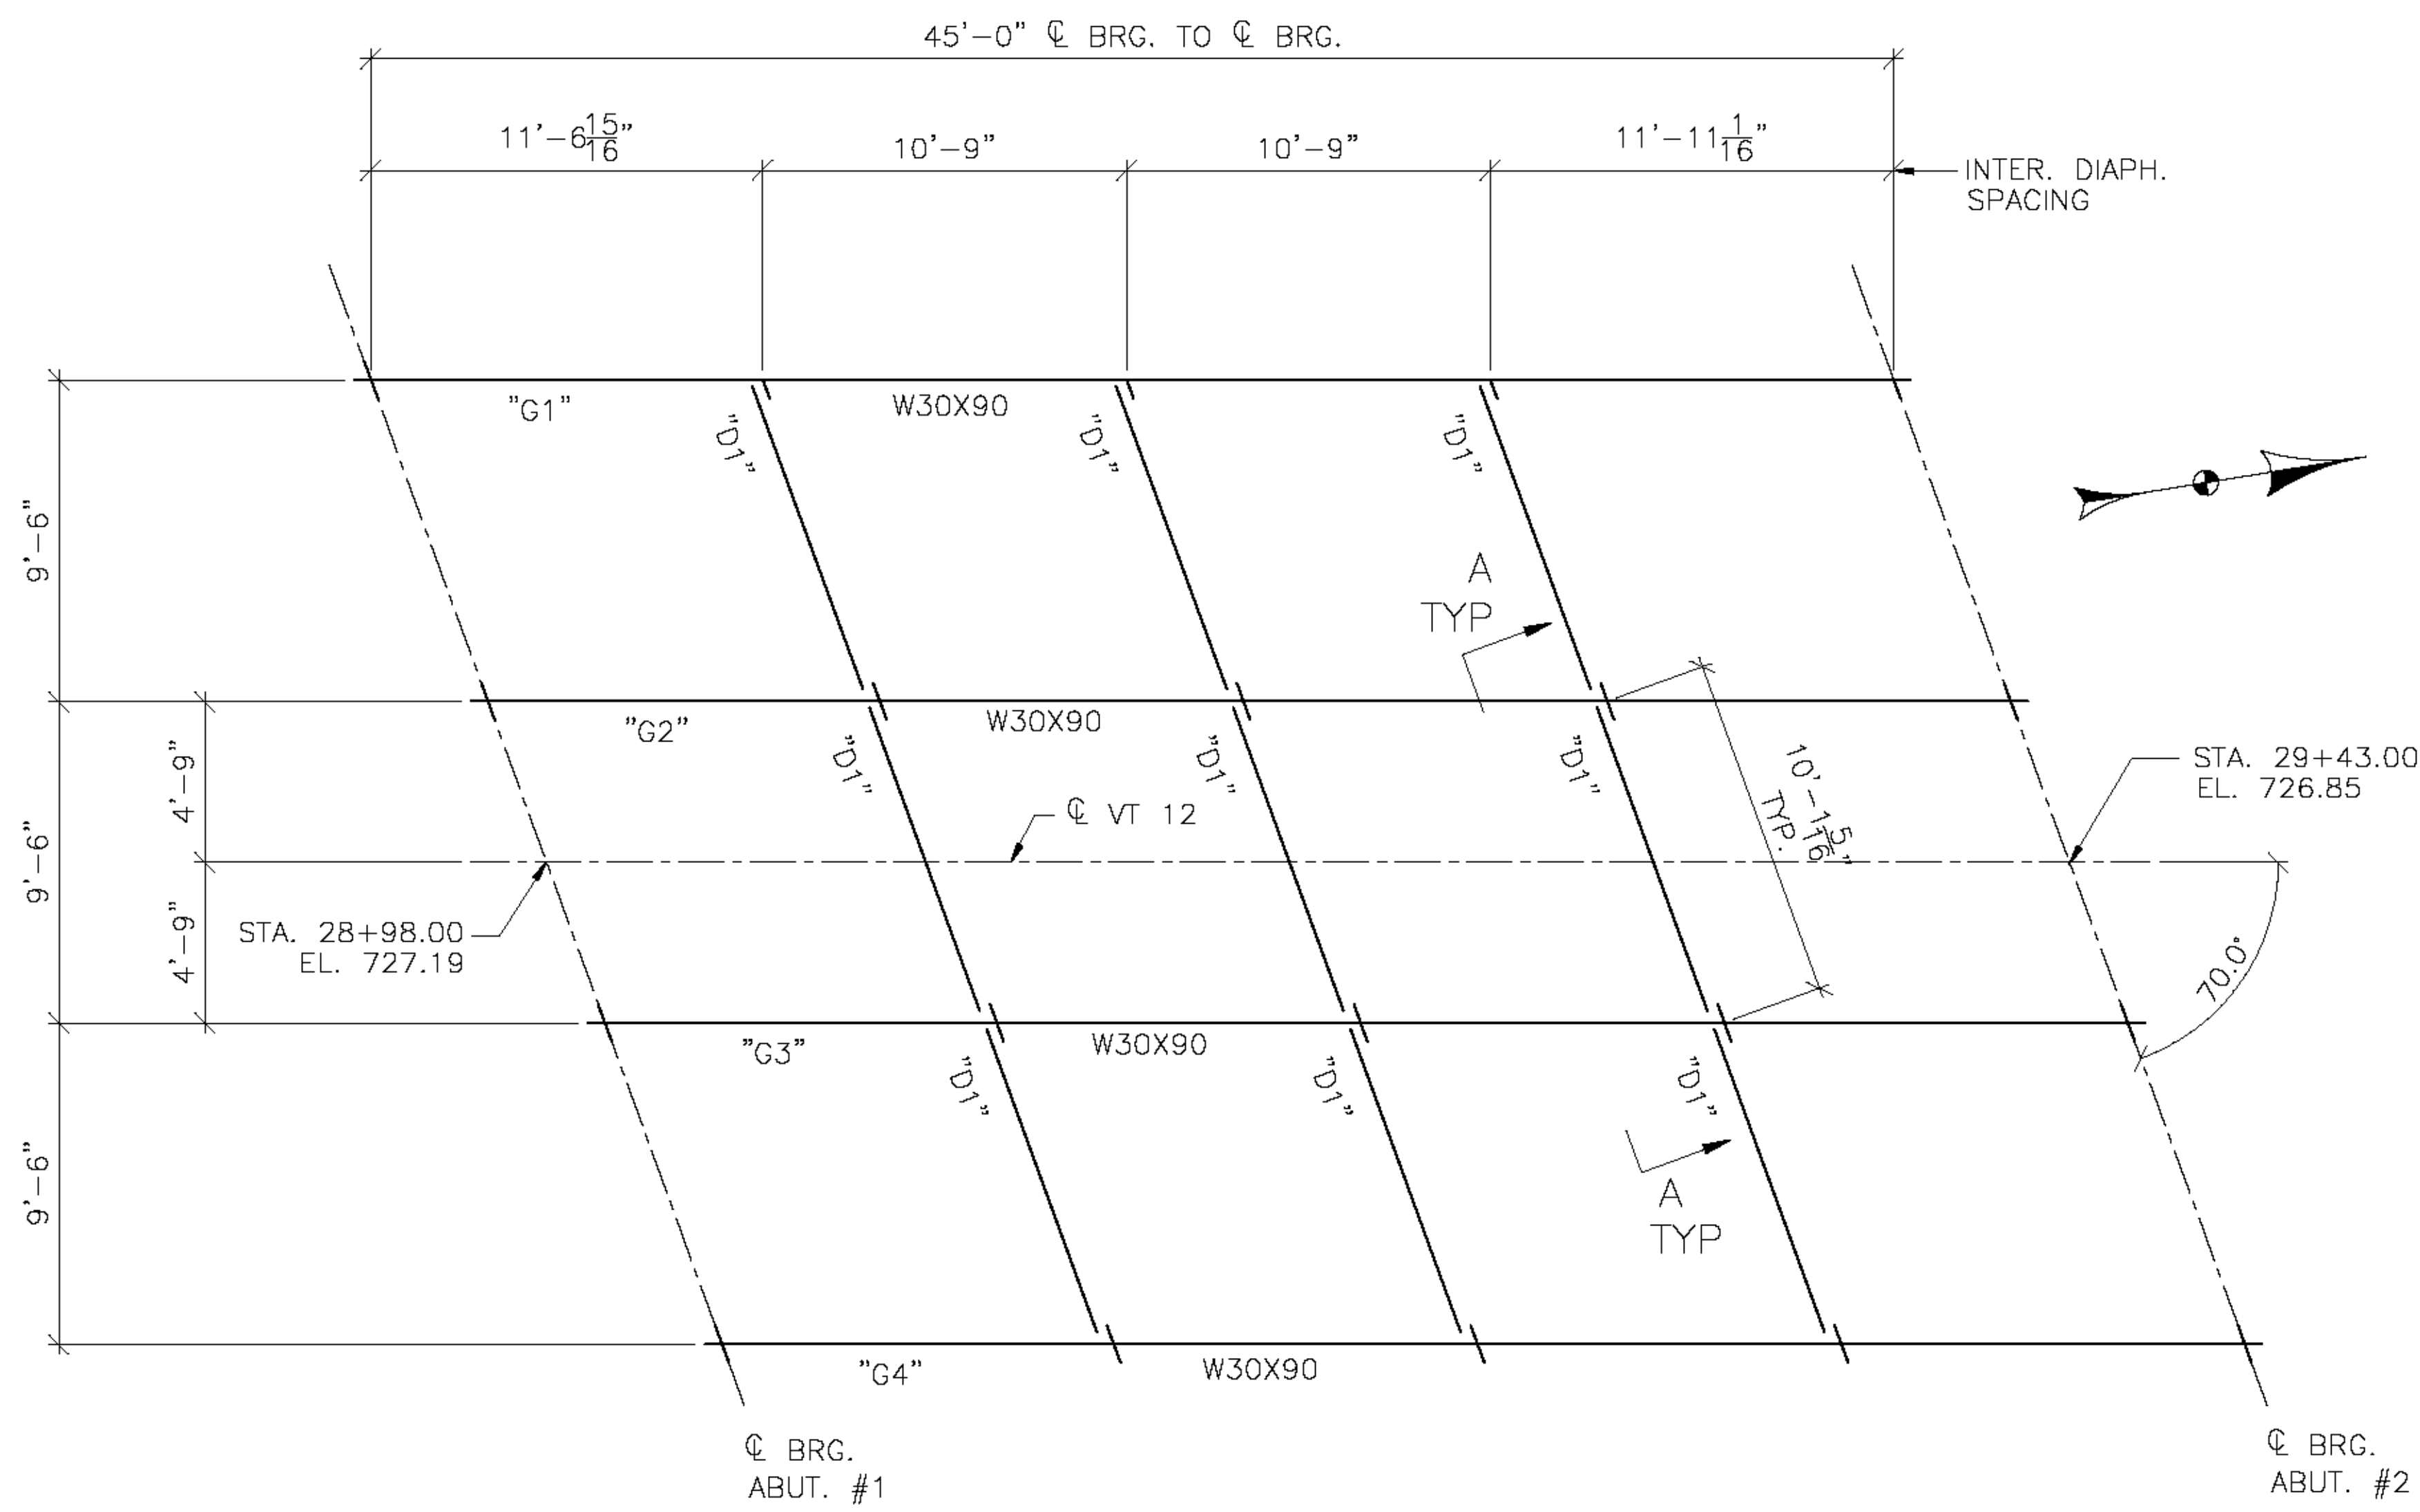 45'-0" ℄ BRG. TO ℄ BRG.
11'-6 15/16"
10'-9"
10'-9"
11'-11 1/16"
INTER. DIAPH.
SPACING
"G1"
W30X90
"D1"
"D1"
"D1"
9'-6"
A
TYP
"G2"
W30X90
"D1"
"D1"
"D1"
4'-9"
9'-6"
4'-9"
℄ VT 12
10'-1 5/16"
TYP.
STA. 29+43.00
EL. 726.85
STA. 28+98.00
EL. 727.19
70.0°
"G3"
W30X90
"D1"
"D1"
"D1"
9'-6"
A
TYP
"G4"
W30X90
℄ BRG.
ABUT. #1
℄ BRG.
ABUT. #2